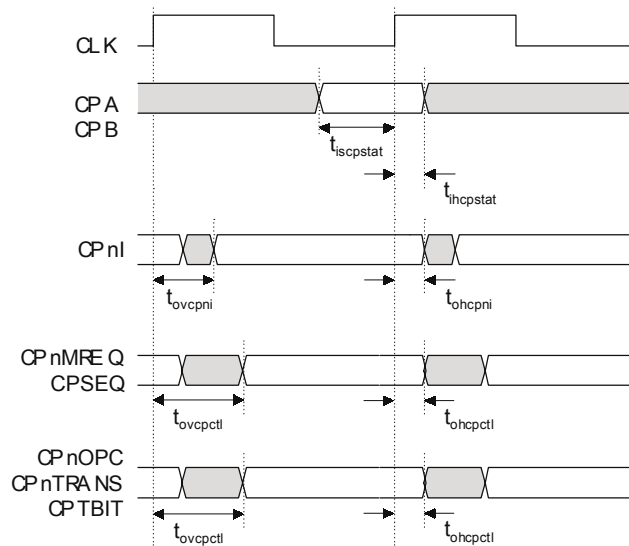 CLK
CPA
CPB
tiscpstat
tihcpstat
CPnI
tovcpni
tohcpni
CPnMREQ
CPSEQ
tovcpctl
tohcpctl
CPnOPC
CPnTRANS
CPTBIT
tovcpctl
tohcpctl